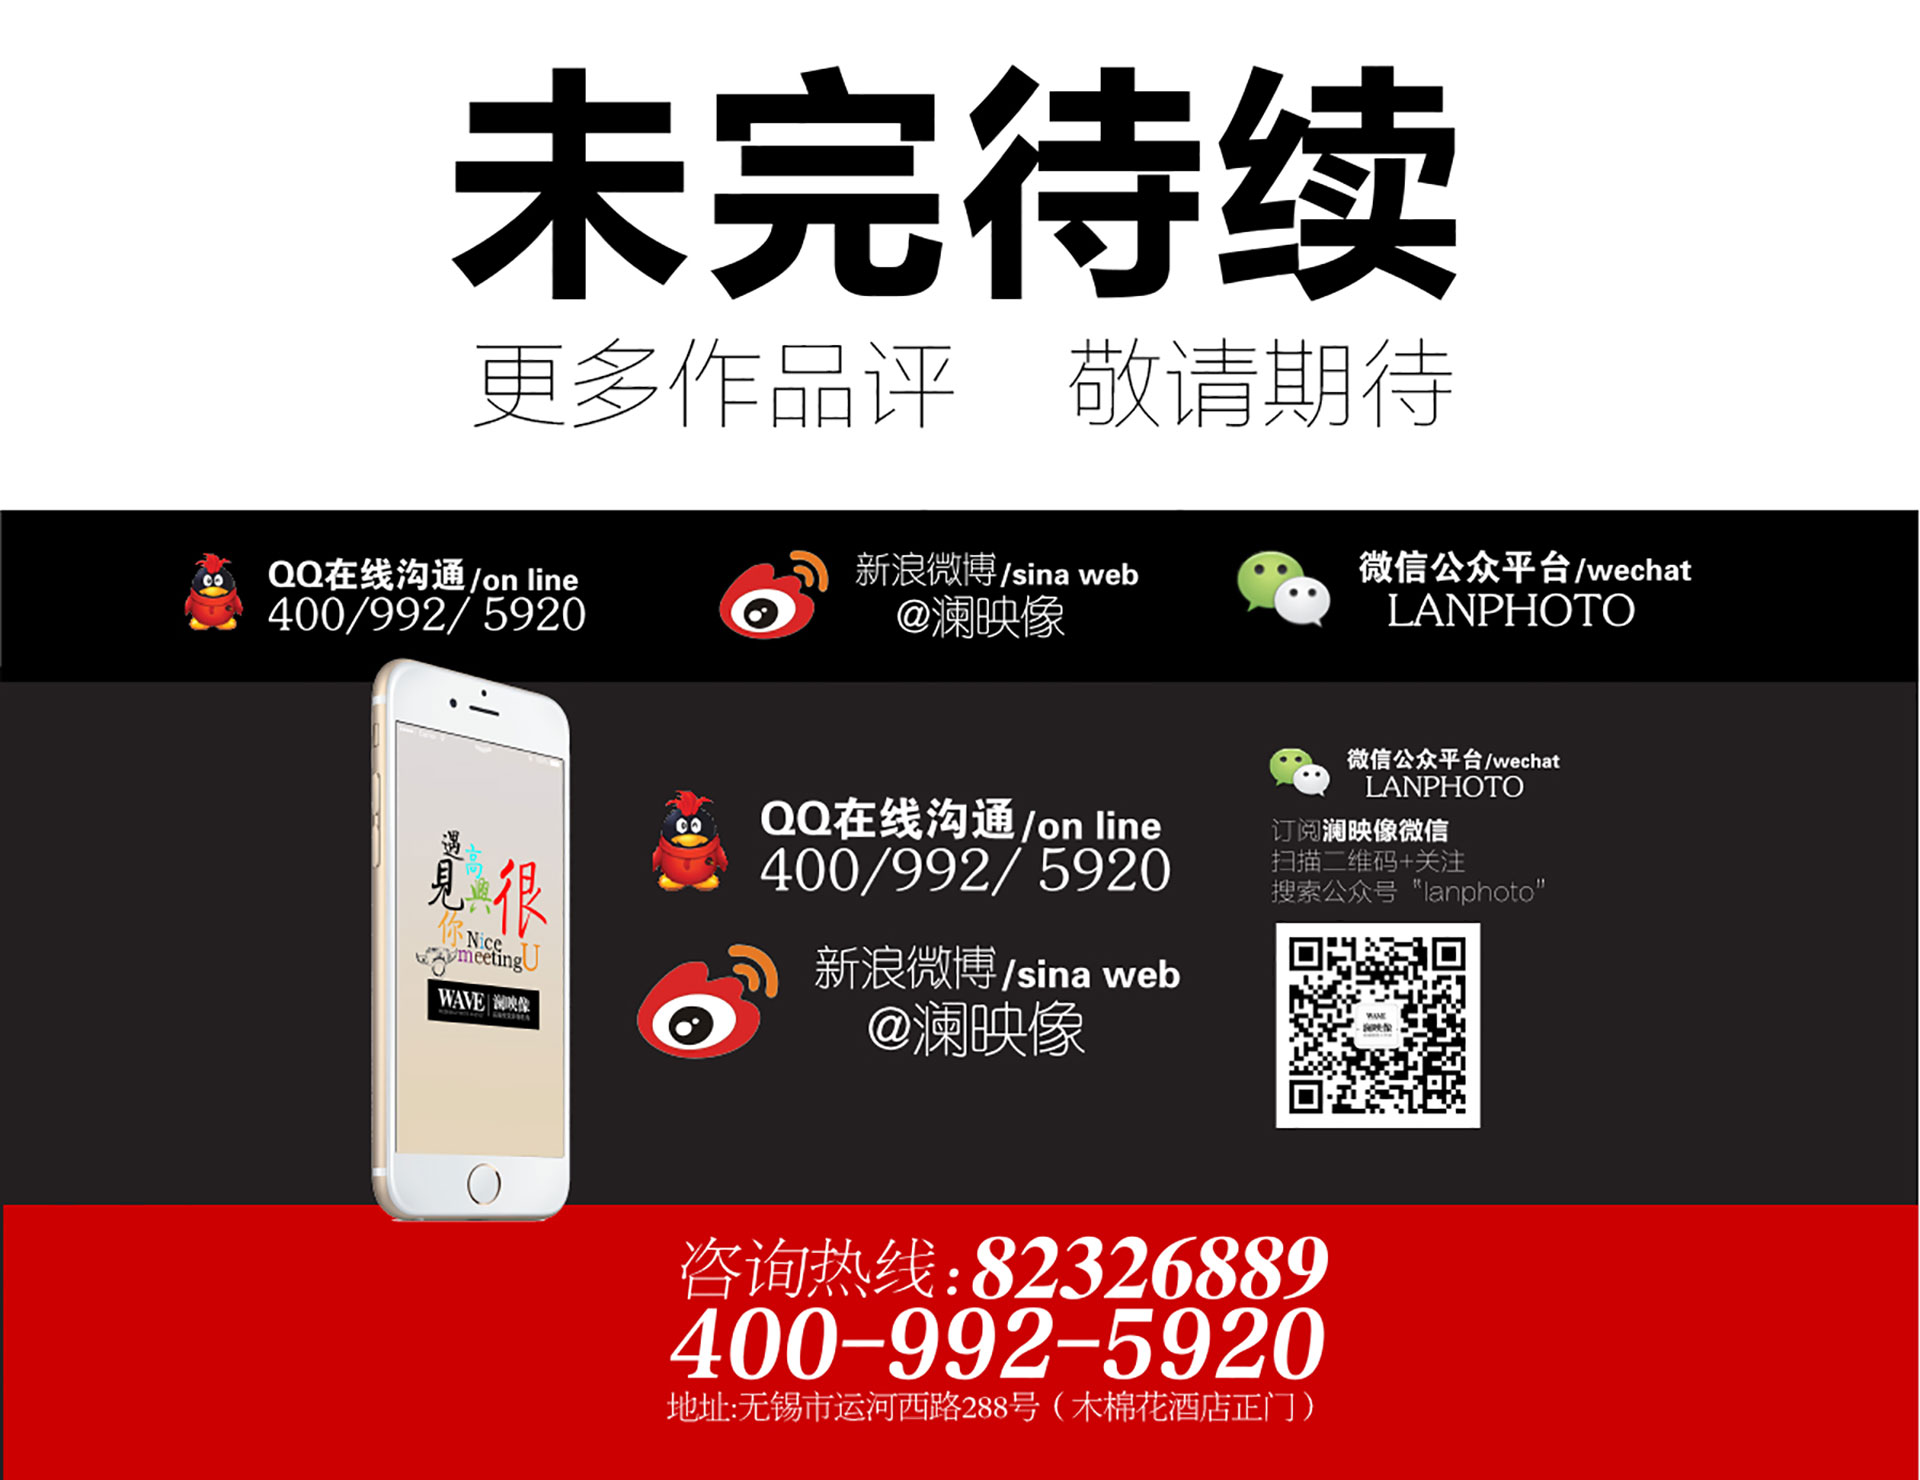 未完待续
更多作品评 敬请期待
QQ在线沟通/on line
400/992/ 5920
新浪微博/sina web
@澜映像
微信公众平台/wechat
LANPHOTO
遇见你
高興
很
Nice
meetingU
WAVE 澜映像
QQ在线沟通/on line
400/992/ 5920
新浪微博/sina web
@澜映像
微信公众平台/wechat
LANPHOTO
订阅澜映像微信
扫描二维码+关注
搜索公众号“lanphoto”
WAVE
澜映像
咨询热线:82326889
400-992-5920
地址:无锡市运河西路288号（木棉花酒店正门）